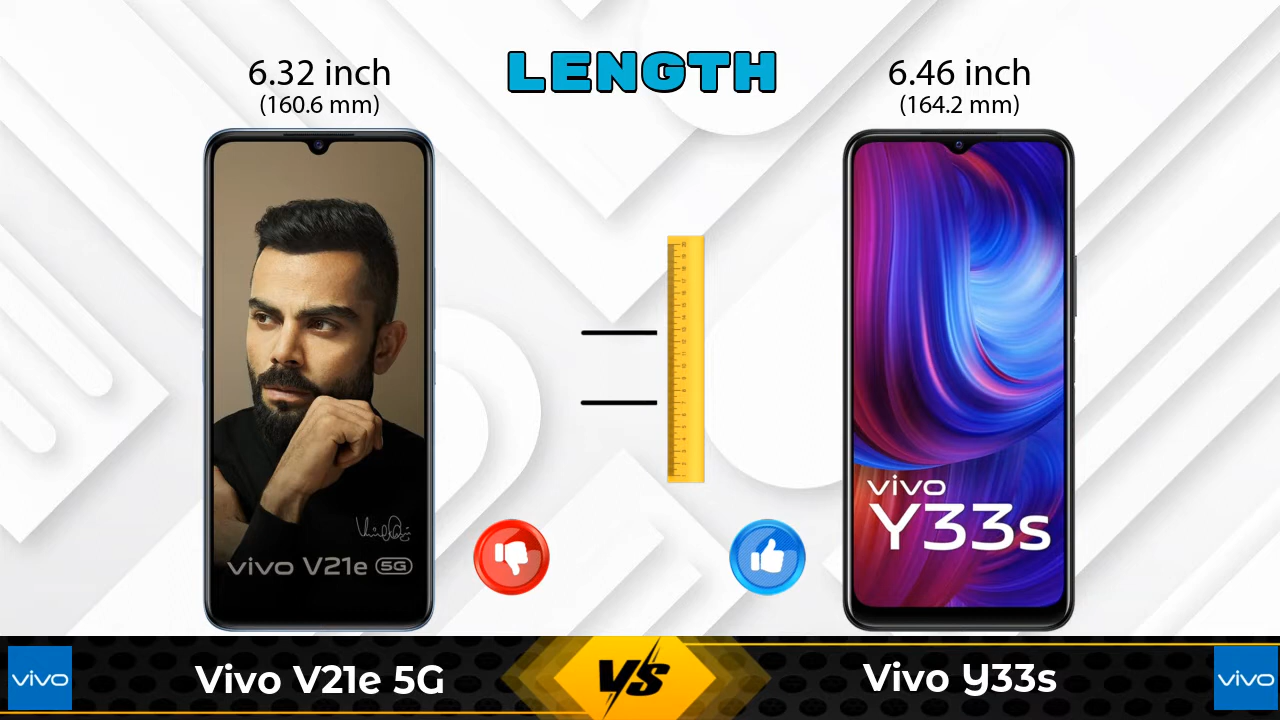 LENGTH
6.32 inch
(160.6 mm)
6.46 inch
(164.2 mm)
vivo V21e 5G
vivo
Y33s
vivo
Vivo V21e 5G
VS
Vivo Y33s
vivo